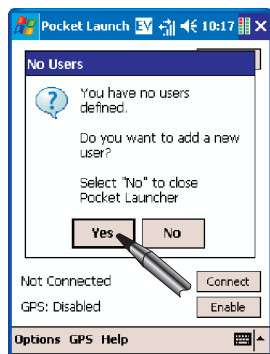 Pocket Launch EV 10:17
No Users
You have no users
defined.
Do you want to add a new
user?
Select "No" to close
Pocket Launcher
Yes No
Not Connected Connect
GPS: Disabled Enable
Options GPS Help